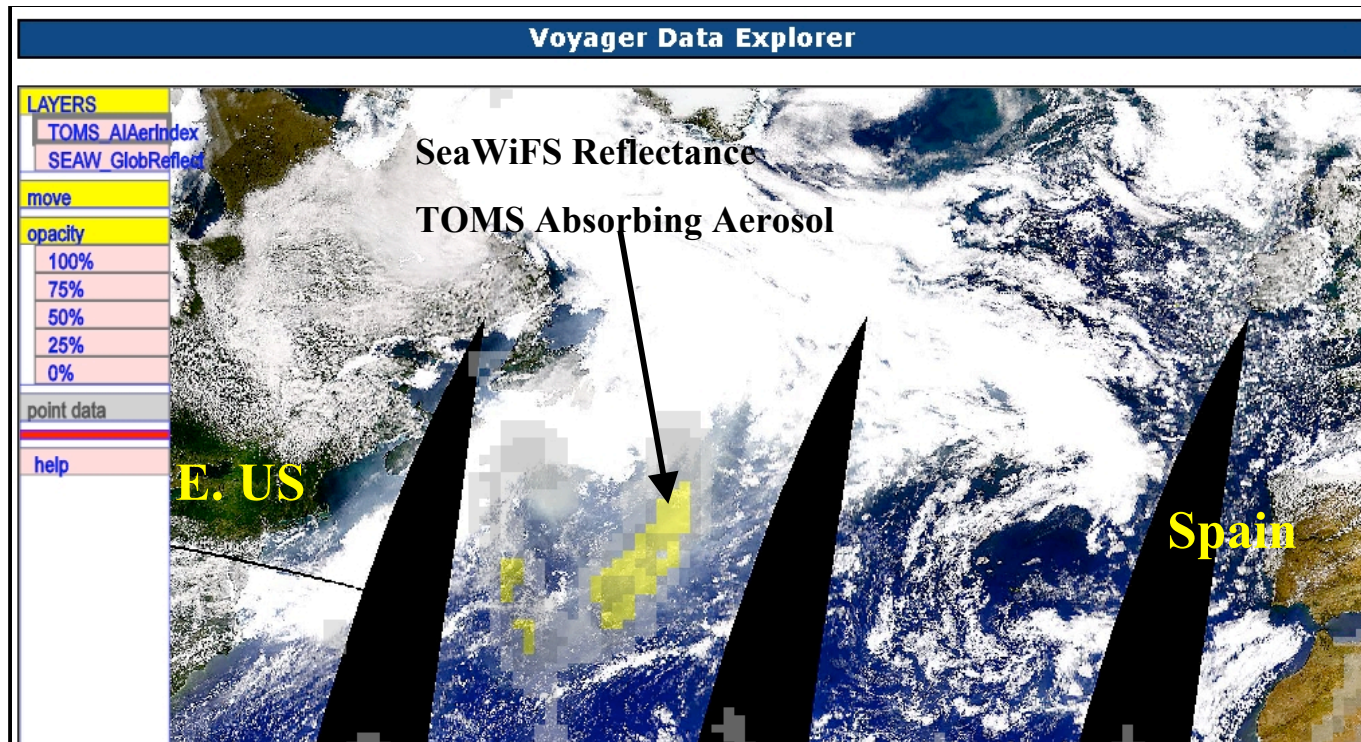 Voyager Data Explorer
LAYERS
TOMS_AIAerIndex
SEAW_GlobReflect
move
opacity
100%
75%
50%
25%
0%
point data
help
SeaWiFS Reflectance
TOMS Absorbing Aerosol
E. US
Spain